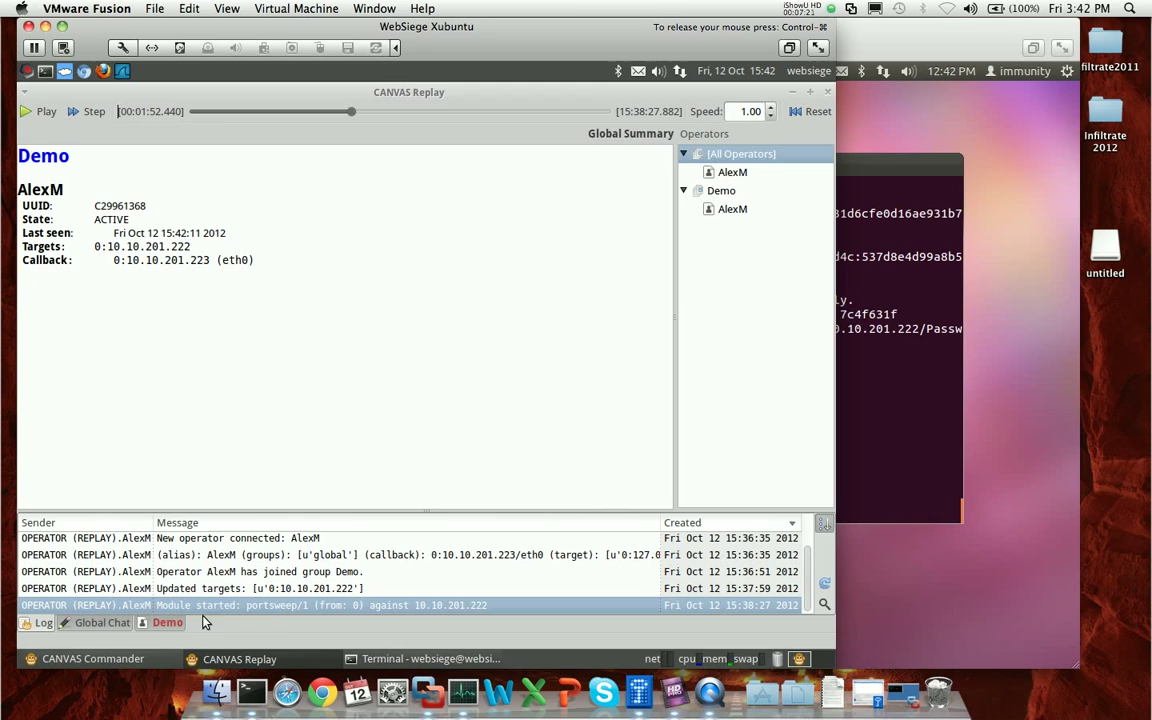 VMware Fusion File Edit View Virtual Machine Window Help iShowU HD 00:07:21 (100%) Fri 3:42 PM
WebSiege Xubuntu To release your mouse press: Control-⌘
Fri, 12 Oct 15:42 websiege 12:42 PM immunity
CANVAS Replay
Play Step [00:01:52.440] [15:38:27.882] Speed: 1.00 Reset
Global Summary Operators
Demo
[All Operators]
AlexM
Demo
AlexM
AlexM
UUID: C29961368
State: ACTIVE
Last seen: Fri Oct 12 15:42:11 2012
Targets: 0:10.10.201.222
Callback: 0:10.10.201.223 (eth0)
Sender Message Created
OPERATOR (REPLAY).AlexM New operator connected: AlexM Fri Oct 12 15:36:35 2012
OPERATOR (REPLAY).AlexM (alias): AlexM (groups): [u'global'] (callback): 0:10.10.201.223/eth0 (target): [u'0:127.0 Fri Oct 12 15:36:35 2012
OPERATOR (REPLAY).AlexM Operator AlexM has joined group Demo. Fri Oct 12 15:36:51 2012
OPERATOR (REPLAY).AlexM Updated targets: [u'0:10.10.201.222'] Fri Oct 12 15:37:59 2012
OPERATOR (REPLAY).AlexM Module started: portsweep/1 (from: 0) against 10.10.201.222 Fri Oct 12 15:38:27 2012
Log Global Chat Demo
CANVAS Commander CANVAS Replay Terminal - websiege@websi... net cpu mem swap
31d6cfe0d16ae931b7
d4c:537d8e4d99a8b5
ly.
7c4f631f
0.10.201.222/Passw
filtrate2011
Infiltrate
2012
untitled
12